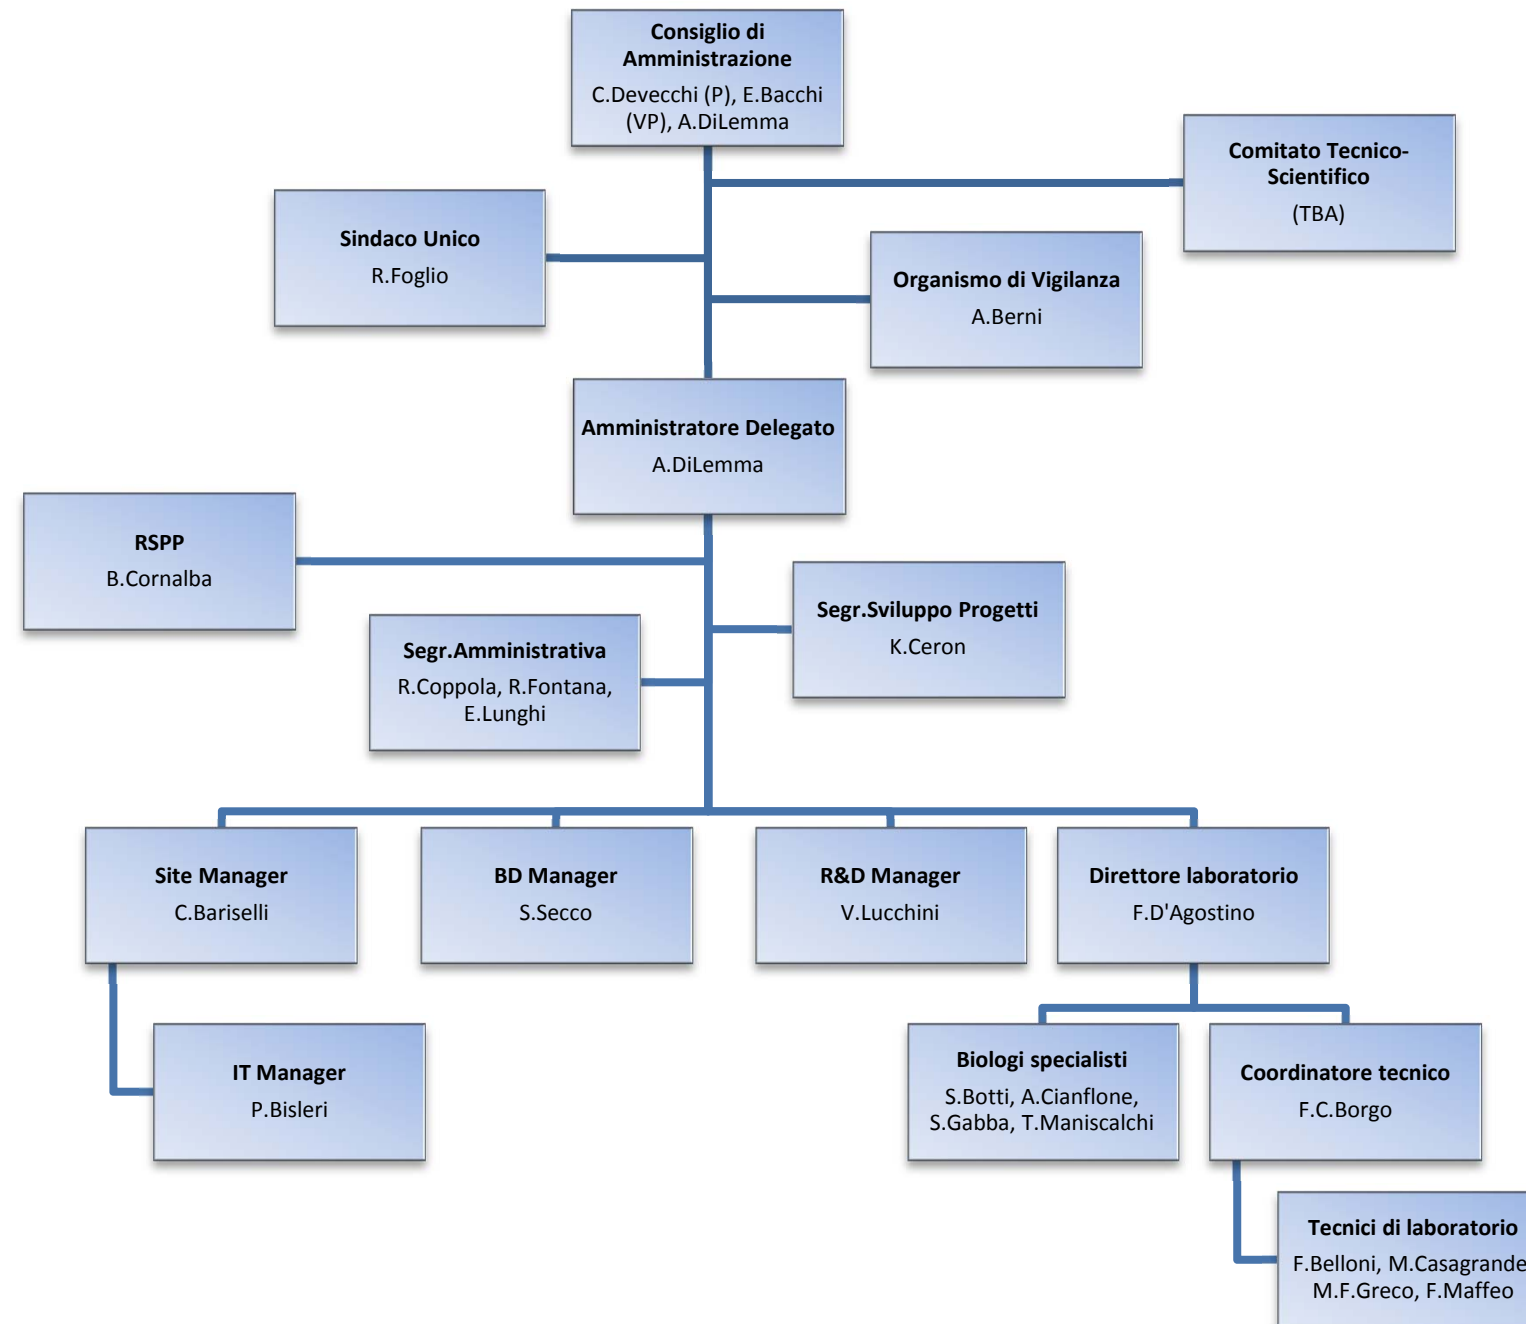 Consiglio di
Amministrazione
C.Devecchi (P), E.Bacchi
(VP), A.DiLemma
Comitato Tecnico-
Scientifico
(TBA)
Sindaco Unico
R.Foglio
Organismo di Vigilanza
A.Berni
Amministratore Delegato
A.DiLemma
RSPP
B.Cornalba
Segr.Sviluppo Progetti
K.Ceron
Segr.Amministrativa
R.Coppola, R.Fontana,
E.Lunghi
Site Manager
C.Bariselli
BD Manager
S.Secco
R&D Manager
V.Lucchini
Direttore laboratorio
F.D'Agostino
IT Manager
P.Bisleri
Biologi specialisti
S.Botti, A.Cianflone,
S.Gabba, T.Maniscalchi
Coordinatore tecnico
F.C.Borgo
Tecnici di laboratorio
F.Belloni, M.Casagrande
M.F.Greco, F.Maffeo